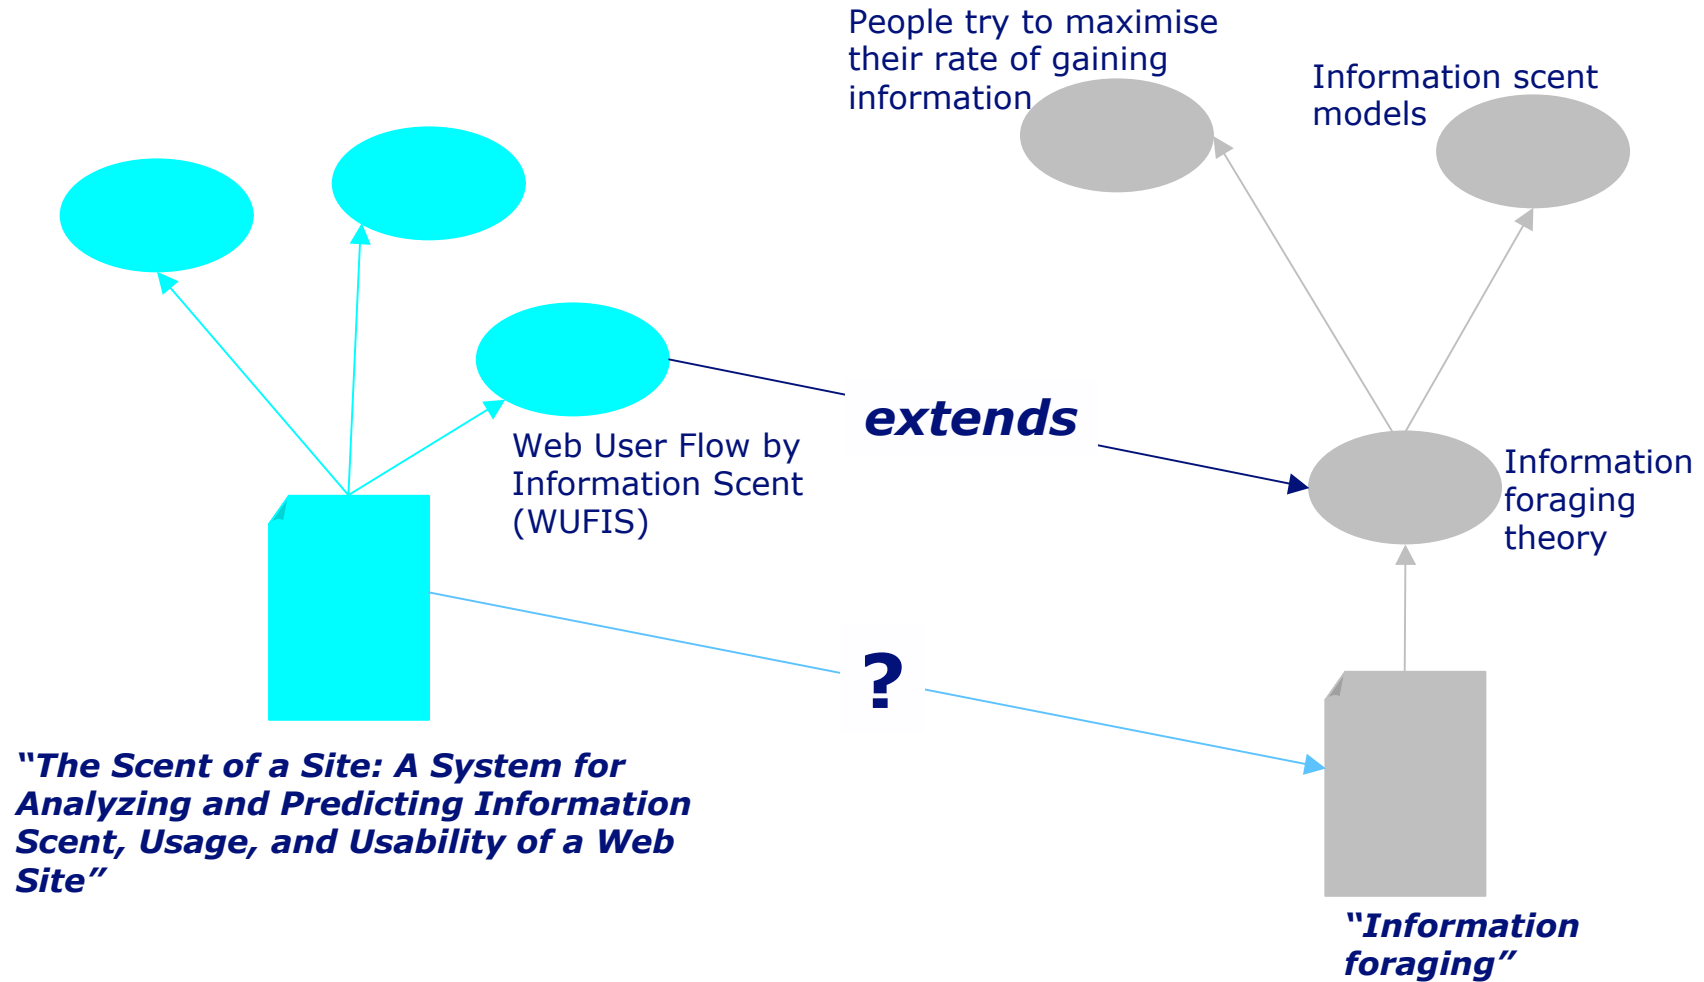 People try to maximise
their rate of gaining
information
Information scent
models
extends
Web User Flow by
Information Scent
(WUFIS)
Information
foraging
theory
?
“The Scent of a Site: A System for
Analyzing and Predicting Information
Scent, Usage, and Usability of a Web
Site”
“Information
foraging”